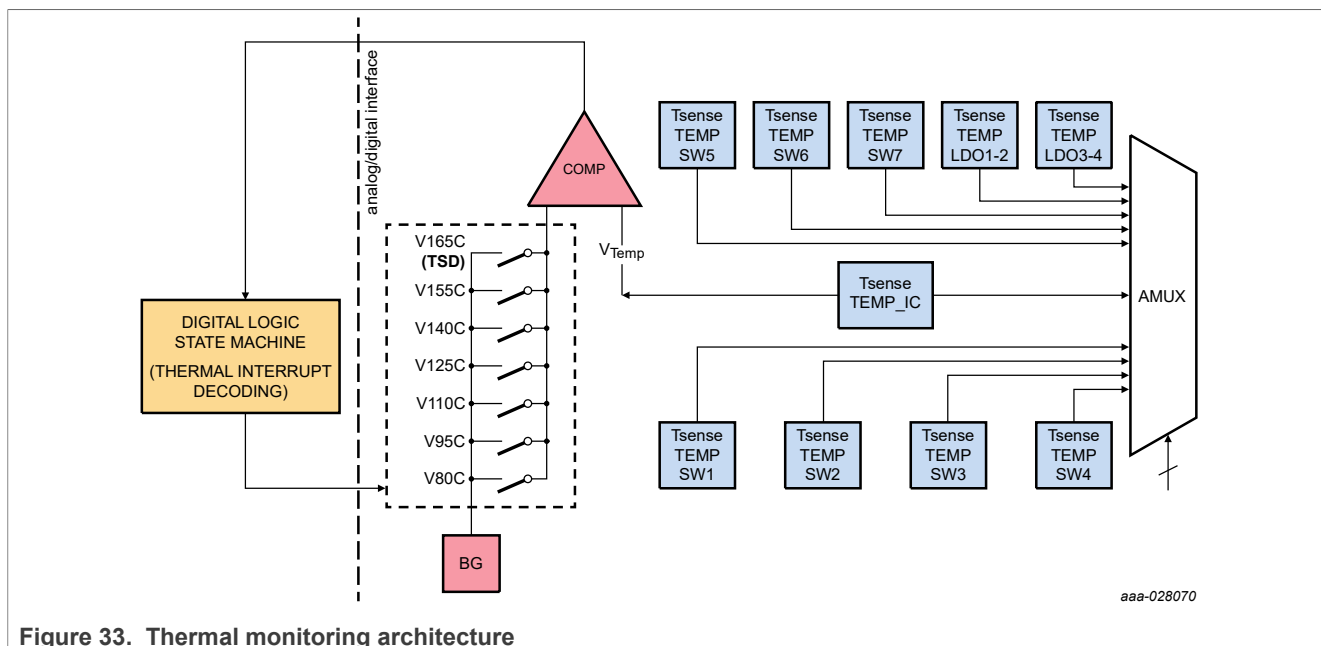 analog/digital interface
COMP
V165C
(TSD)
V155C
V140C
V125C
V110C
V95C
V80C
BG
DIGITAL LOGIC
STATE MACHINE
(THERMAL INTERRUPT
DECODING)
VTemp
Tsense
TEMP
SW5
Tsense
TEMP
SW6
Tsense
TEMP
SW7
Tsense
TEMP
LDO1-2
Tsense
TEMP
LDO3-4
Tsense
TEMP_IC
AMUX
Tsense
TEMP
SW1
Tsense
TEMP
SW2
Tsense
TEMP
SW3
Tsense
TEMP
SW4
aaa-028070
Figure 33. Thermal monitoring architecture